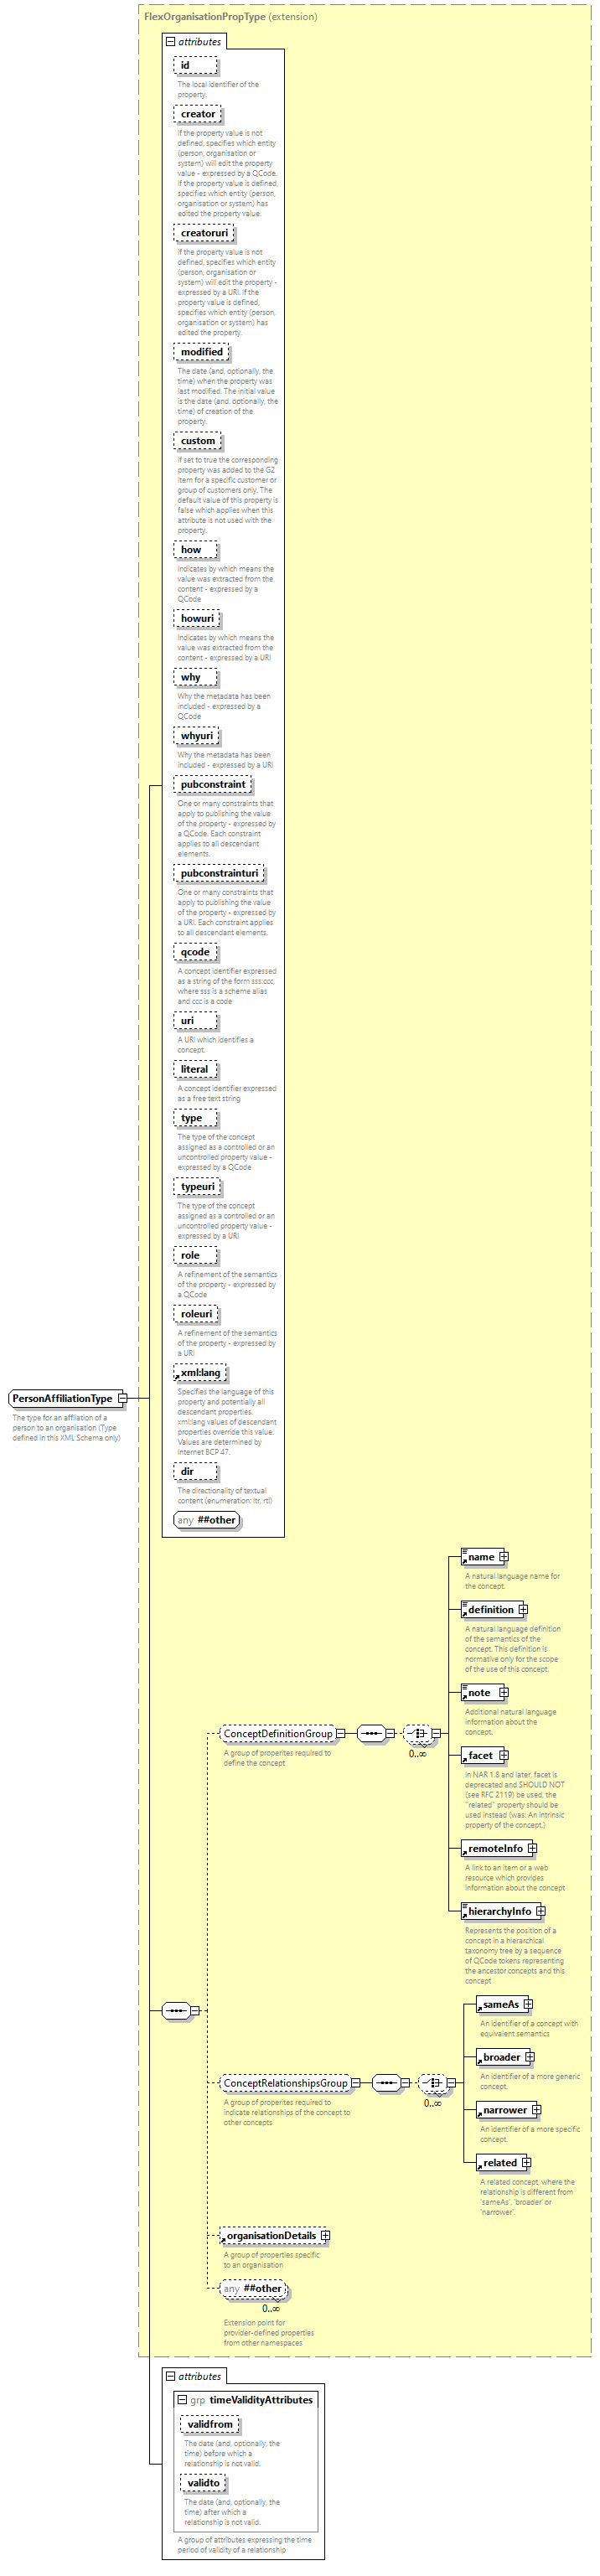 FlexOrganisationPropType (extension)
attributes
id
The local identifier of the
property.
creator
If the property value is not
defined, specifies which entity
(person, organisation or
system) will edit the property
value - expressed by a QCode.
If the property value is defined,
specifies which entity (person,
organisation or system) has
edited the property value.
creatoruri
If the property value is not
defined, specifies which entity
(person, organisation or
system) will edit the property -
expressed by a URI. If the
property value is defined,
specifies which entity (person,
organisation or system) has
edited the property.
modified
The date (and, optionally, the
time) when the property was
last modified. The initial value
is the date (and, optionally, the
time) of creation of the
property.
custom
If set to true the corresponding
property was added to the G2
Item for a specific customer or
group of customers only. The
default value of this property is
false which applies when this
attribute is not used with the
property.
how
Indicates by which means the
value was extracted from the
content - expressed by a
QCode
howuri
Indicates by which means the
value was extracted from the
content - expressed by a URI
why
Why the metadata has been
included - expressed by a
QCode
whyuri
Why the metadata has been
included - expressed by a URI
pubconstraint
One or many constraints that
apply to publishing the value
of the property - expressed by
a QCode. Each constraint
applies to all descendant
elements.
pubconstrainturi
One or many constraints that
apply to publishing the value
of the property - expressed by
a URI. Each constraint applies
to all descendant elements.
qcode
A concept identifier expressed
as a string of the form sss:ccc,
where sss is a scheme alias
and ccc is a code
uri
A URI which identifies a
concept.
literal
A concept identifier expressed
as a free text string
type
The type of the concept
assigned as a controlled or an
uncontrolled property value -
expressed by a QCode
typeuri
The type of the concept
assigned as a controlled or an
uncontrolled property value -
expressed by a URI
role
A refinement of the semantics
of the property - expressed by
a QCode
roleuri
A refinement of the semantics
of the property - expressed by
a URI
xml:lang
Specifies the language of this
property and potentially all
descendant properties.
xml:lang values of descendant
properties override this value.
Values are determined by
Internet BCP 47.
dir
The directionality of textual
content (enumeration: ltr, rtl)
any ##other
PersonAffiliationType
The type for an affliation of a
person to an organisation (Type
defined in this XML Schema only)
ConceptDefinitionGroup
A group of properites required to
define the concept
0..∞
name
A natural language name for
the concept.
definition
A natural language definition
of the semantics of the
concept. This definition is
normative only for the scope
of the use of this concept.
note
Additional natural language
information about the
concept.
facet
In NAR 1.8 and later, facet is
deprecated and SHOULD NOT
(see RFC 2119) be used, the
"related" property should be
used instead (was: An intrinsic
property of the concept.)
remoteInfo
A link to an item or a web
resource which provides
information about the concept
hierarchyInfo
Represents the position of a
concept in a hierarchical
taxonomy tree by a sequence
of QCode tokens representing
the ancestor concepts and this
concept
ConceptRelationshipsGroup
A group of properites required to
indicate relationships of the concept to
other concepts
0..∞
sameAs
An identifier of a concept with
equivalent semantics
broader
An identifier of a more generic
concept.
narrower
An identifier of a more specific
concept.
related
A related concept, where the
relationship is different from
'sameAs', 'broader' or
'narrower'.
organisationDetails
A group of properties specific
to an organisation
any ##other
0..∞
Extension point for
provider-defined properties
from other namespaces
attributes
grp timeValidityAttributes
validfrom
The date (and, optionally, the
time) before which a
relationship is not valid.
validto
The date (and, optionally, the
time) after which a
relationship is not valid.
A group of attributes expressing the time
period of validity of a relationship